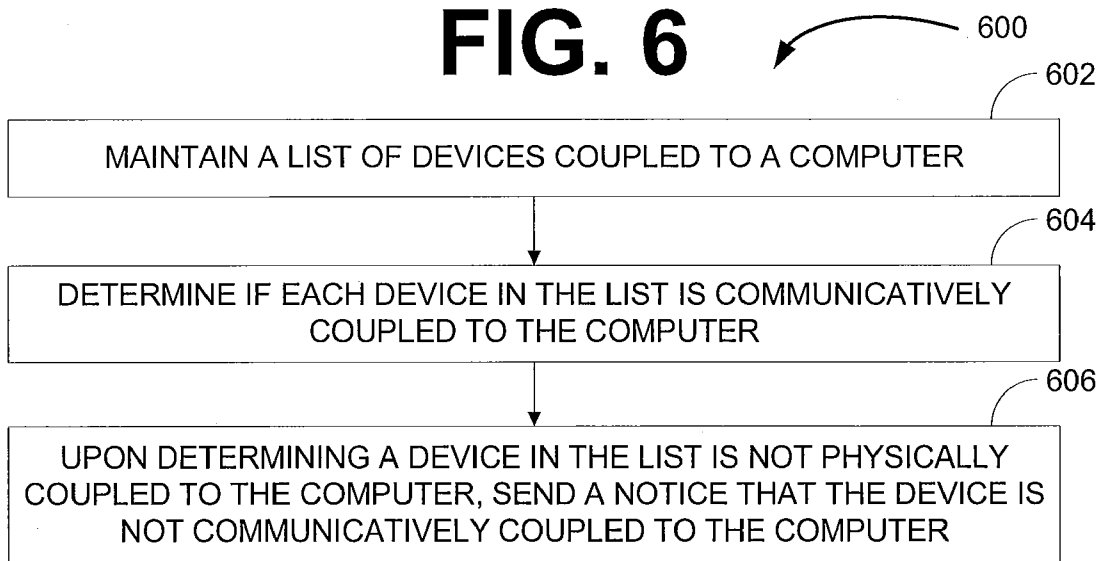 FIG. 6
600
602
MAINTAIN A LIST OF DEVICES COUPLED TO A COMPUTER
604
DETERMINE IF EACH DEVICE IN THE LIST IS COMMUNICATIVELY
COUPLED TO THE COMPUTER
606
UPON DETERMINING A DEVICE IN THE LIST IS NOT PHYSICALLY
COUPLED TO THE COMPUTER, SEND A NOTICE THAT THE DEVICE IS
NOT COMMUNICATIVELY COUPLED TO THE COMPUTER